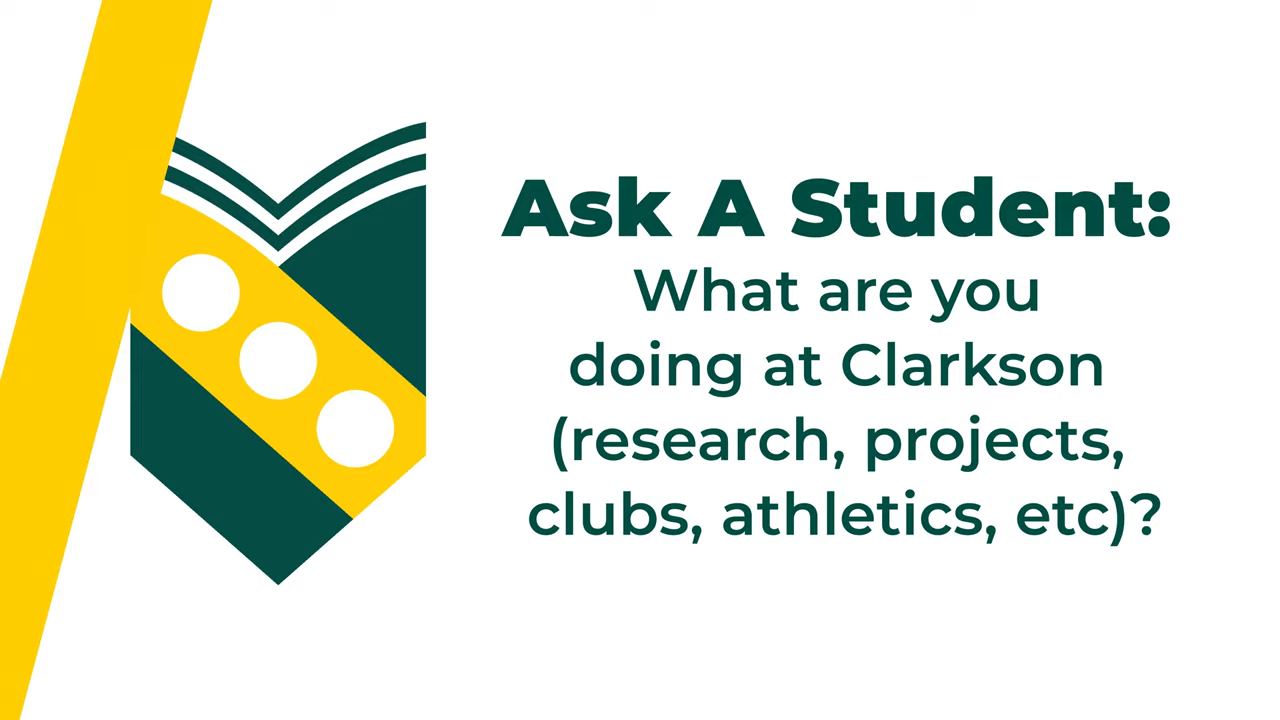 Ask A Student:
What are you
doing at Clarkson
(research, projects,
clubs, athletics, etc)?